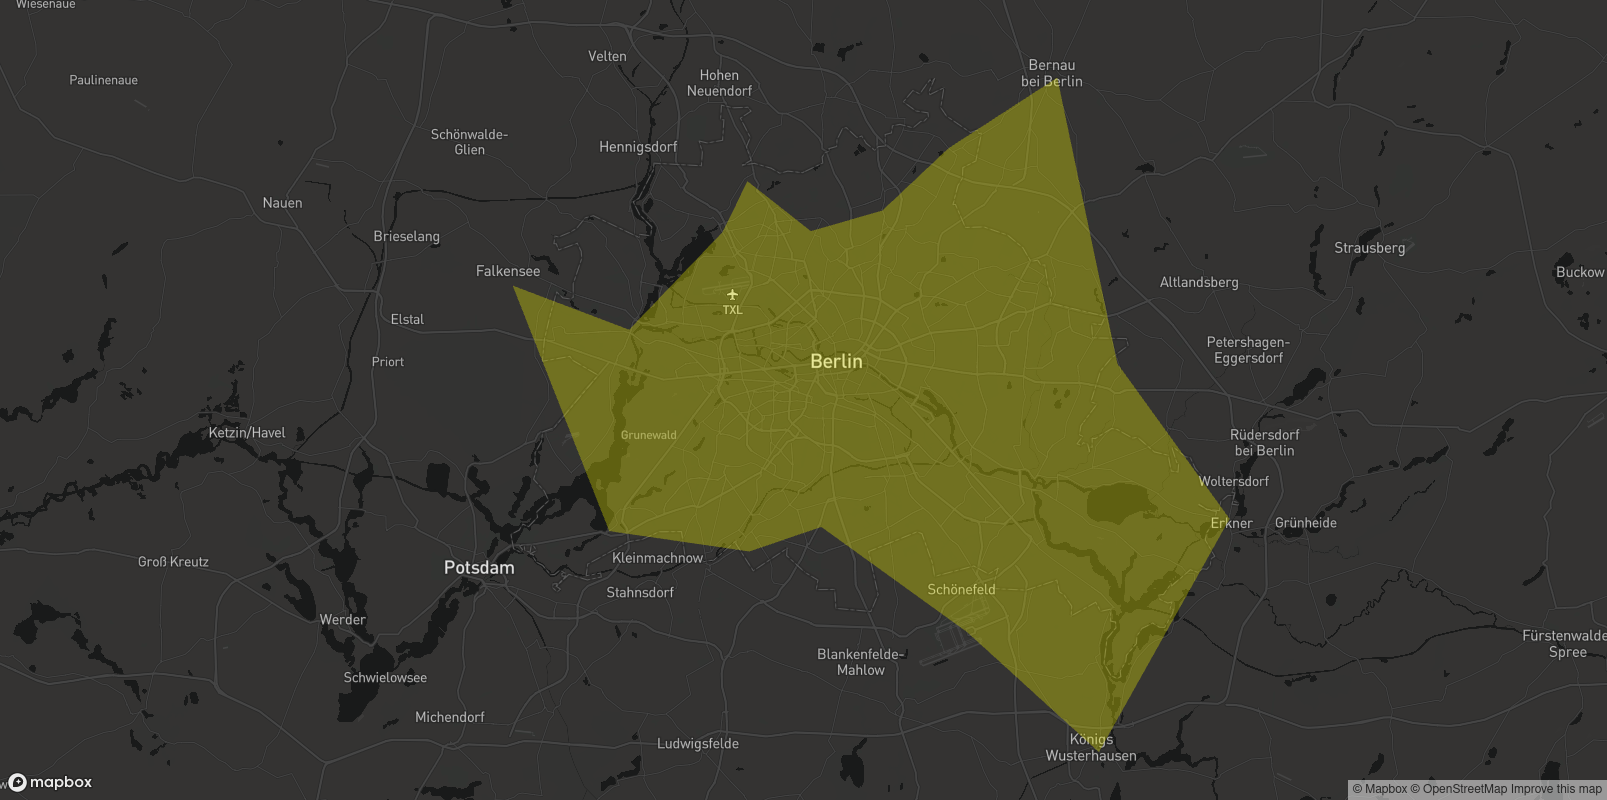 Wiesenaue
Velten
Bernau
bei Berlin
Paulinenaue
Hohen
Neuendorf
Schönwalde-
Glien
Hennigsdorf
Nauen
Brieselang
Strausberg
Falkensee
Buckow
Altlandsberg
TXL
Elstal
Petershagen-
Eggersdorf
Priort
Berlin
Ketzin/Havel
Grunewald
Rüdersdorf
bei Berlin
Woltersdorf
Erkner
Grünheide
Groß Kreutz
Potsdam
Kleinmachnow
Stahnsdorf
Schönefeld
Werder
Fürstenwalde
Spree
Blankenfelde-
Mahlow
Schwielowsee
Michendorf
Ludwigsfelde
Königs
Wusterhausen
mapbox
© Mapbox © OpenStreetMap Improve this map